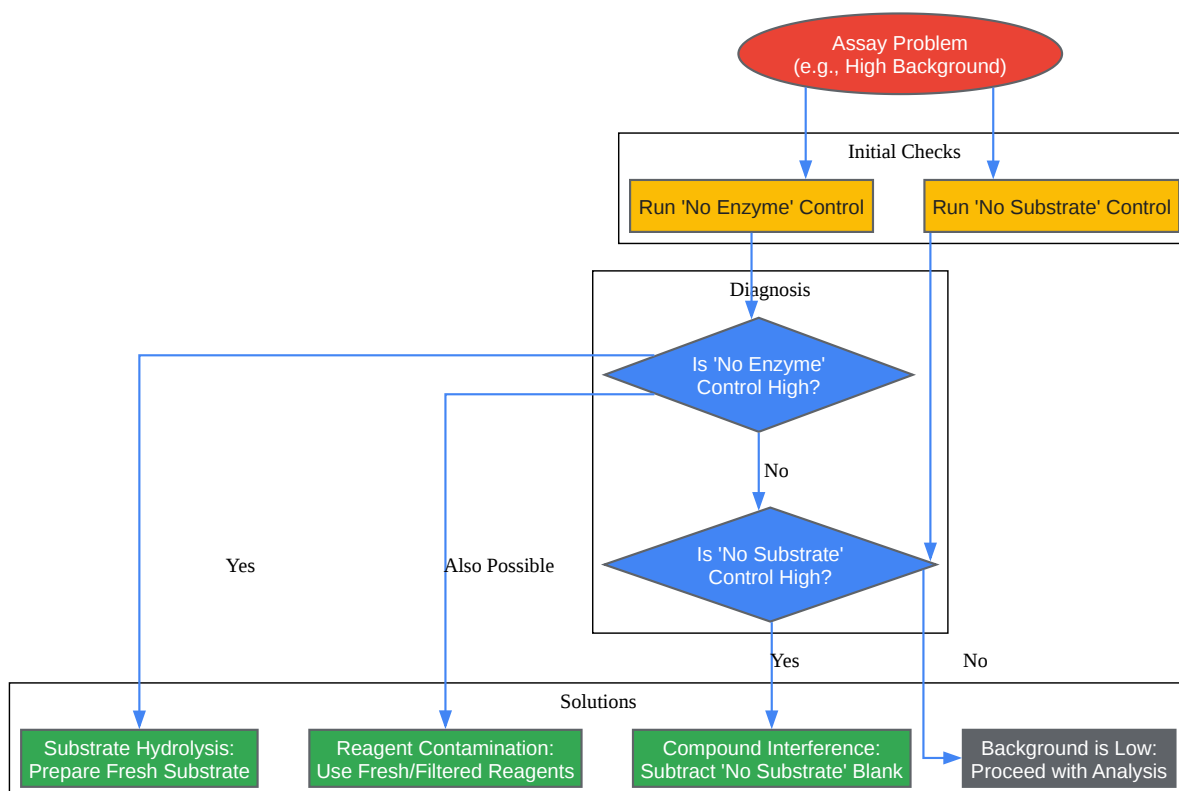 Assay Problem
(e.g., High Background)
Initial Checks
Run 'No Enzyme' Control
Run 'No Substrate' Control
Diagnosis
Is 'No Enzyme'
Control High?
No
Is 'No Substrate'
Control High?
Yes
Also Possible
Yes
No
Solutions
Substrate Hydrolysis:
Prepare Fresh Substrate
Reagent Contamination:
Use Fresh/Filtered Reagents
Compound Interference:
Subtract 'No Substrate' Blank
Background is Low:
Proceed with Analysis